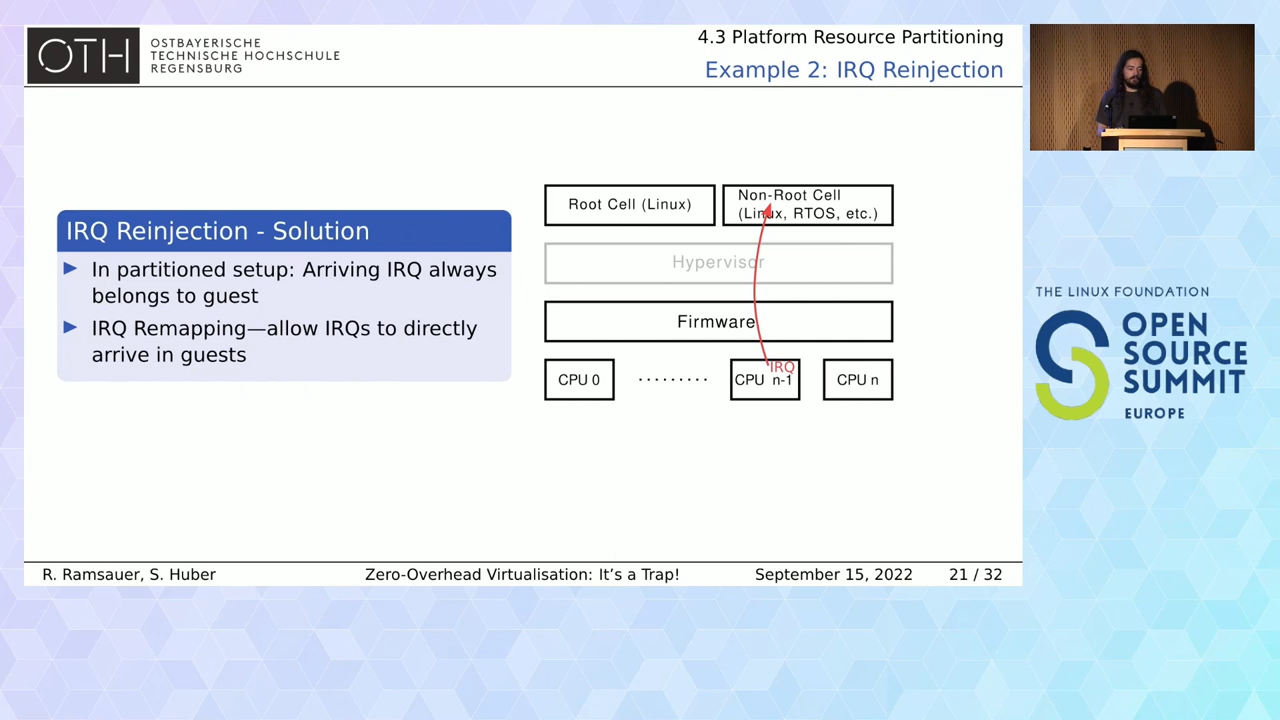 OTH
OSTBAYERISCHE
TECHNISCHE HOCHSCHULE
REGENSBURG
4.3 Platform Resource Partitioning
Example 2: IRQ Reinjection
IRQ Reinjection - Solution
In partitioned setup: Arriving IRQ always
belongs to guest
IRQ Remapping—allow IRQs to directly
arrive in guests
Root Cell (Linux)
Non-Root Cell
(Linux, RTOS, etc.)
Hypervisor
Firmware
IRQ
CPU 0
.........
CPU n-1
CPU n
R. Ramsauer, S. Huber
Zero-Overhead Virtualisation: It's a Trap!
September 15, 2022
21 / 32
THE LINUX FOUNDATION
OPEN
SOURCE
SUMMIT
EUROPE